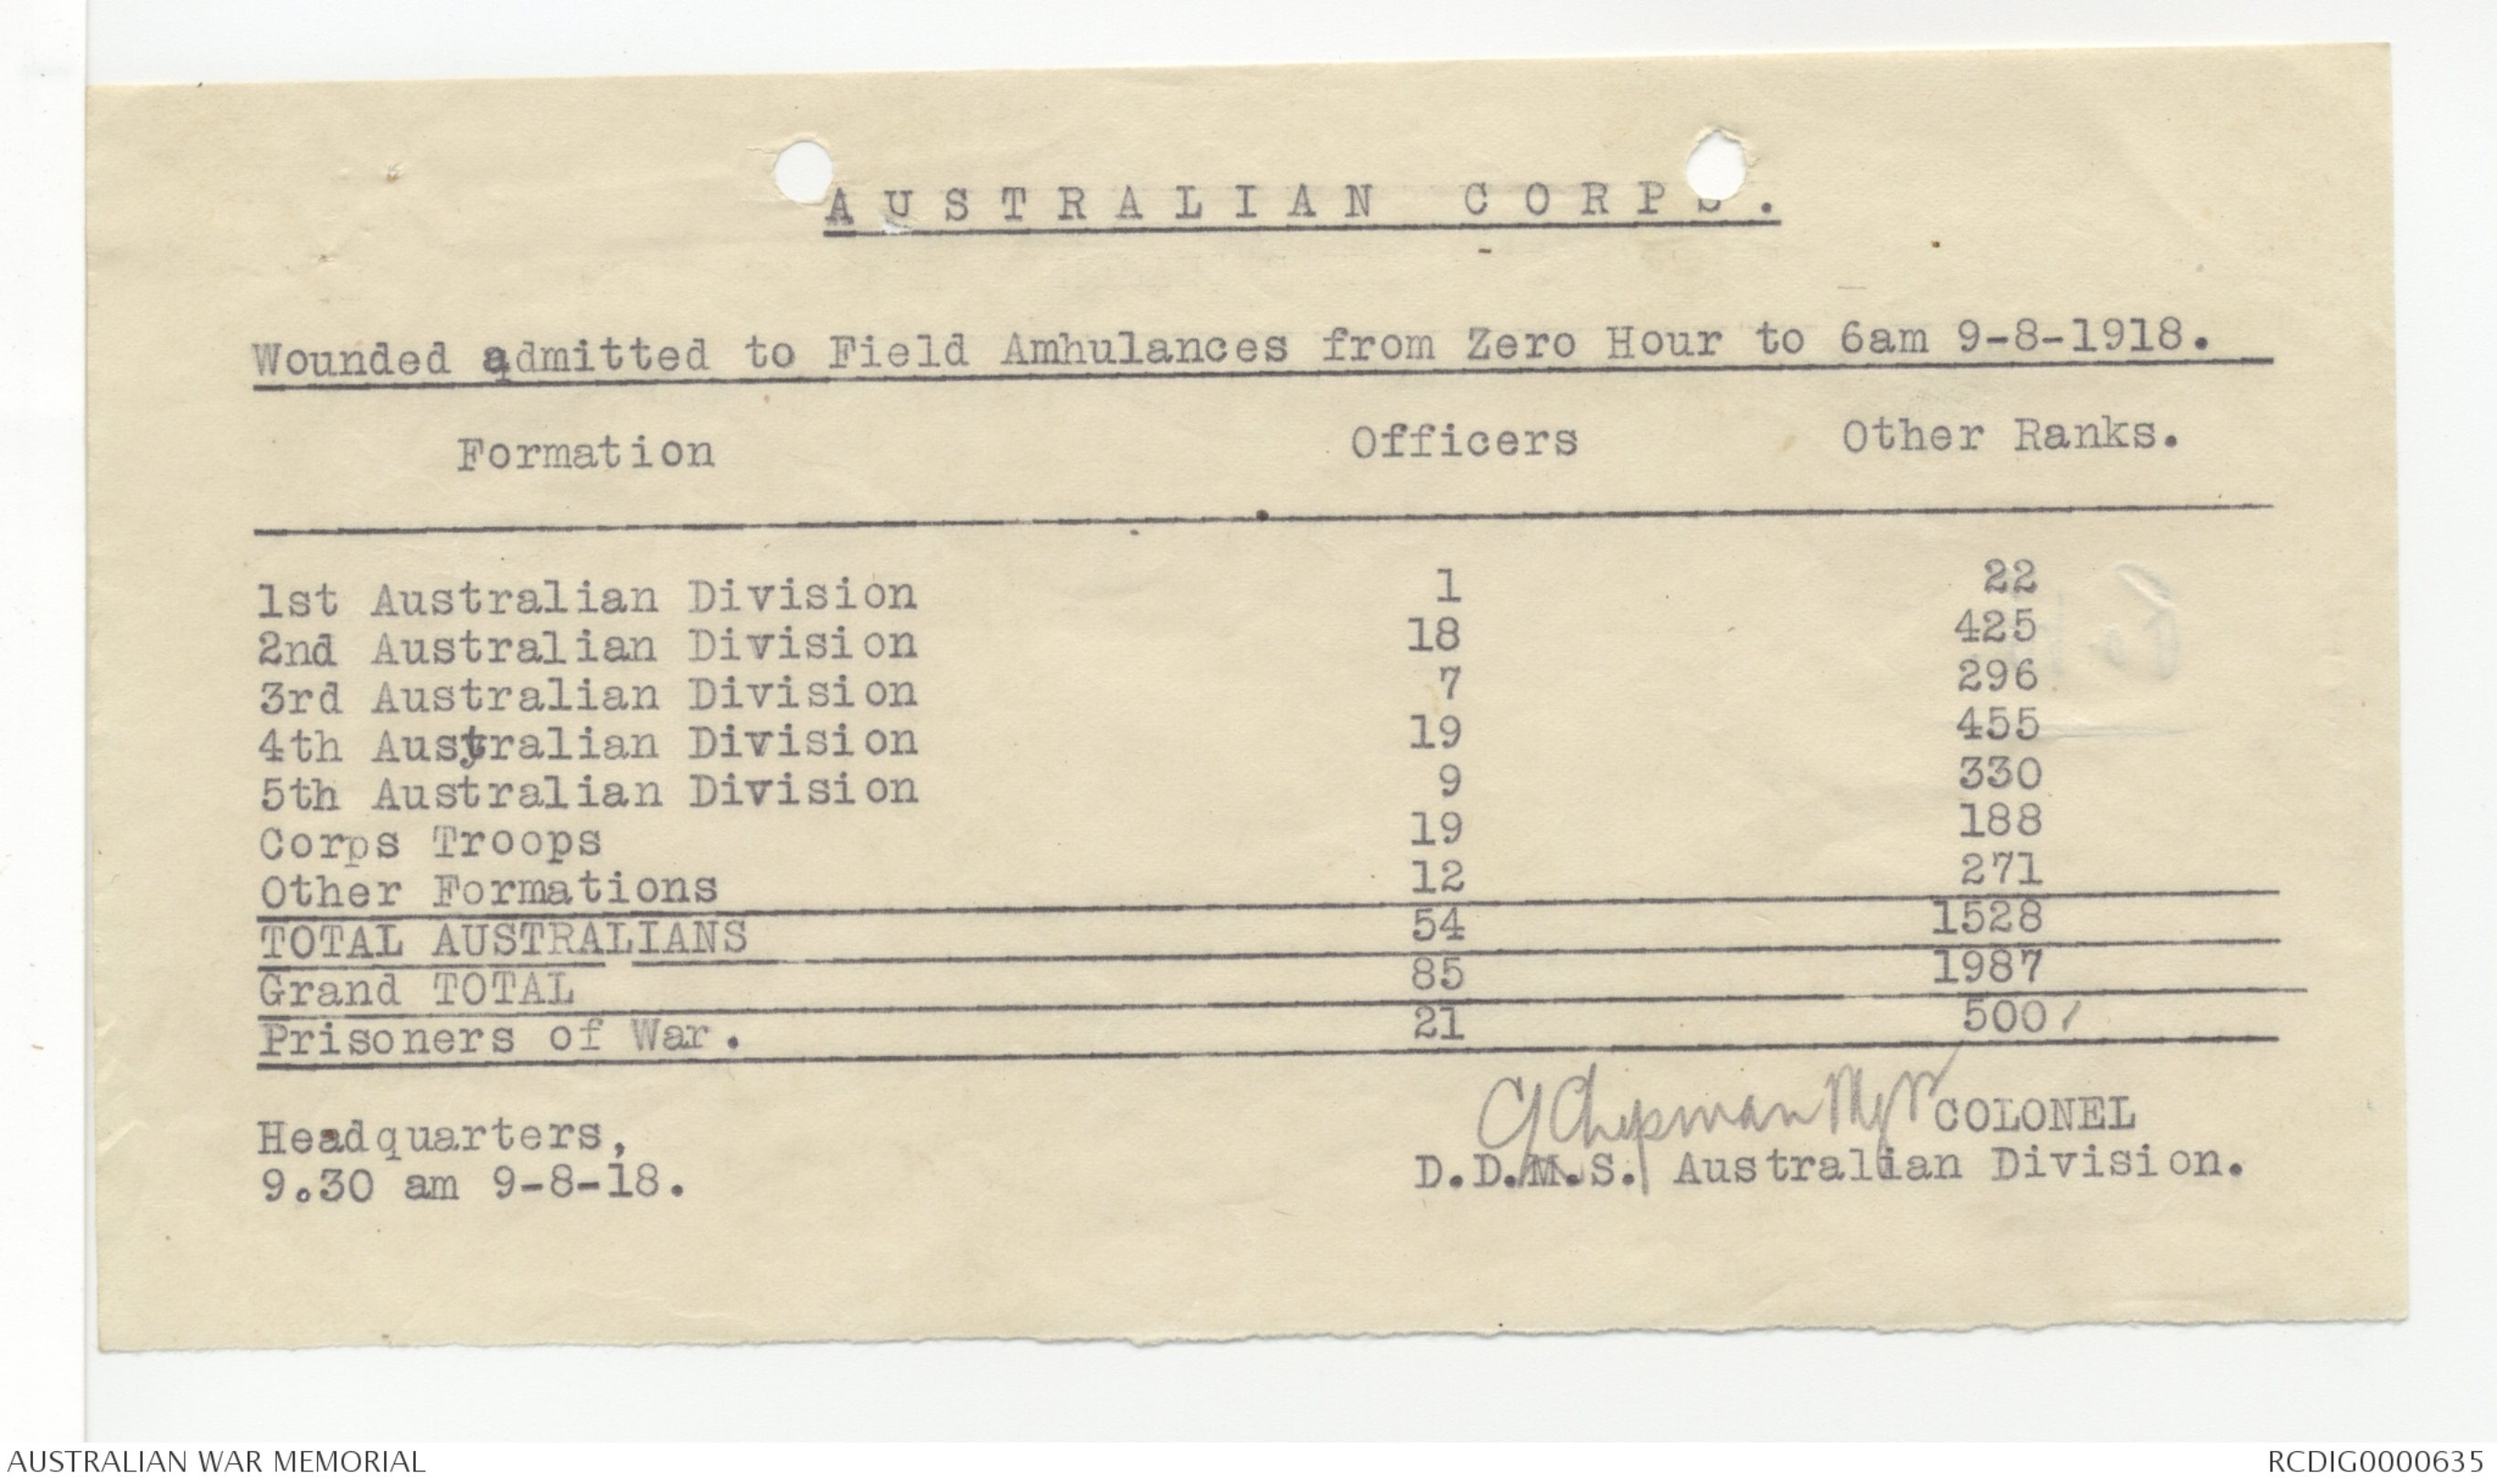 AUSTRALIAN CORPS.
Wounded admitted to Field Amhulances from Zero Hour to 6am 9-8-1918.
Formation Officers Other Ranks.
1st Australian Division 1 22
2nd Australian Division 18 425
3rd Australian Division 7 296
4th Australian Division 19 455
5th Australian Division 9 330
Corps Troops 19 188
Other Formations 12 271
TOTAL AUSTRALIANS 54 1528
Grand TOTAL 85 1987
Prisoners of War. 21 500
Chapman COLONEL
Headquarters, D.D.M.S. Australian Division.
9.30 am 9-8-18.
AUSTRALIAN WAR MEMORIAL RCDIG0000635